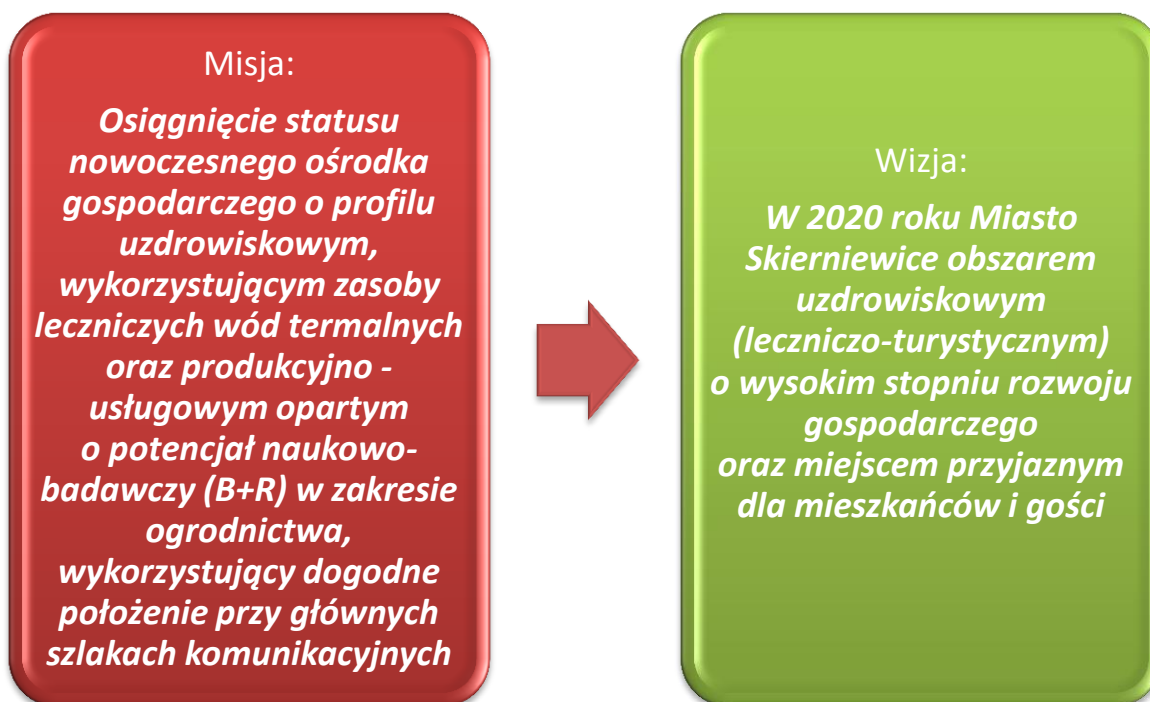 Misja:
Osiągnięcie statusu
nowoczesnego ośrodka
gospodarczego o profilu
uzdrowiskowym,
wykorzystującym zasoby
leczniczych wód termalnych
oraz produkcyjno -
usługowym opartym
o potencjał naukowo-
badawczy (B+R) w zakresie
ogrodnictwa,
wykorzystujący dogodne
położenie przy głównych
szlakach komunikacyjnych
Wizja:
W 2020 roku Miasto
Skierniewice obszarem
uzdrowiskowym
(leczniczo-turystycznym)
o wysokim stopniu rozwoju
gospodarczego
oraz miejscem przyjaznym
dla mieszkańców i gości